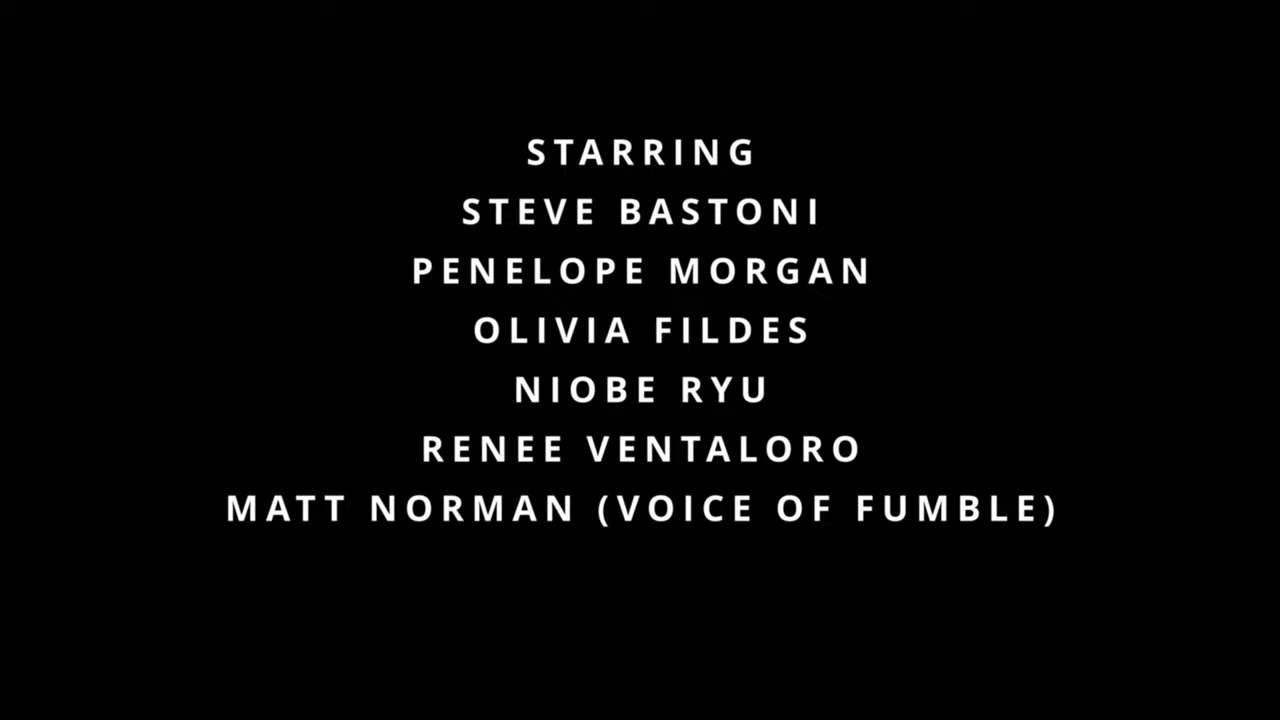 STARRING
STEVE BASTONI
PENELOPE MORGAN
OLIVIA FILDES
NIOBE RYU
RENEE VENTALORO
MATT NORMAN (VOICE OF FUMBLE)